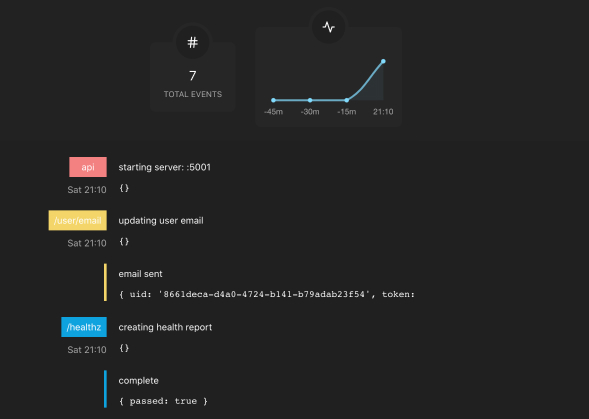 #
7
TOTAL EVENTS
-45m -30m -15m 21:10
api starting server: :5001
Sat 21:10 {}
/user/email updating user email
Sat 21:10 {}
email sent
{ uid: '8661deca-d4a0-4724-b141-b79adab23f54', token:
/healthz creating health report
Sat 21:10 {}
complete
{ passed: true }